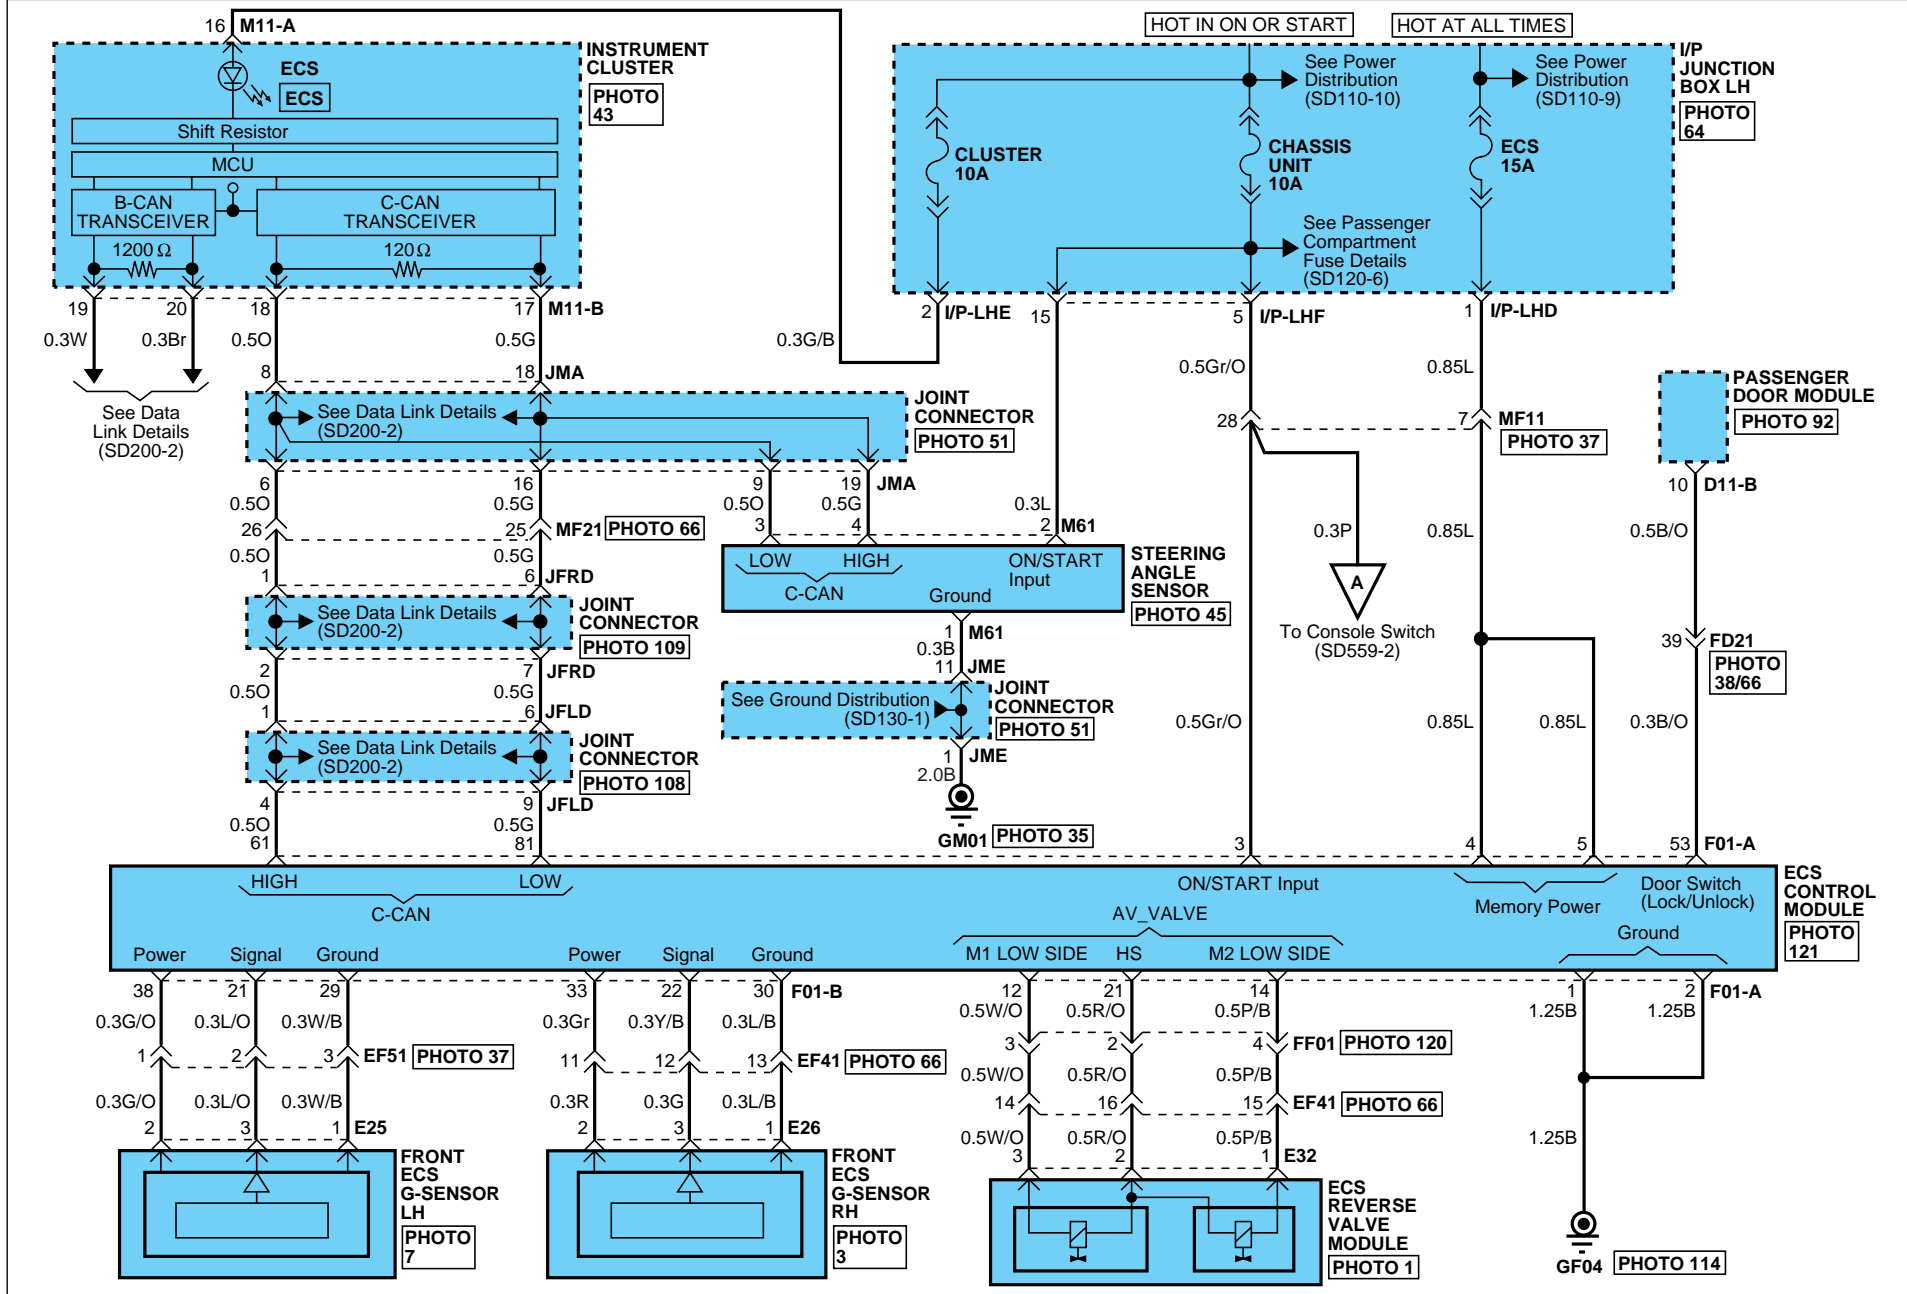 HOT IN ON OR START
HOT AT ALL TIMES
16 M11-A
INSTRUMENT
CLUSTER
PHOTO
43
ECS
ECS
Shift Resistor
MCU
B-CAN
TRANSCEIVER
C-CAN
TRANSCEIVER
1200 Ω
120Ω
See Power
Distribution
(SD110-10)
See Power
Distribution
(SD110-9)
I/P
JUNCTION
BOX LH
PHOTO
64
CLUSTER
10A
CHASSIS
UNIT
10A
ECS
15A
See Passenger
Compartment
Fuse Details
(SD120-6)
19 20 18 17 M11-B
2 I/P-LHE 15 5 I/P-LHF 1 I/P-LHD
0.3W 0.3Br 0.5O 0.5G 0.3G/B
0.5Gr/O 0.85L
8 18 JMA
See Data
Link Details
(SD200-2)
See Data Link Details
(SD200-2)
JOINT
CONNECTOR
PHOTO 51
28 7 MF11
PHOTO 37
PASSENGER
DOOR MODULE
PHOTO 92
6 16 9 19 JMA
10 D11-B
0.5O 0.5G 0.5O 0.5G 0.3L
26 25 MF21 PHOTO 66
3 4 2 M61
0.3P 0.85L 0.5B/O
0.5O 0.5G
LOW HIGH ON/START
Input
C-CAN
Ground
STEERING
ANGLE
SENSOR
PHOTO 45
1 6 JFRD
See Data Link Details
(SD200-2)
JOINT
CONNECTOR
PHOTO 109
A
To Console Switch
(SD559-2)
1 M61
0.3B
11 JME
39 FD21
PHOTO
38/66
2 7 JFRD
0.5O 0.5G
1 6 JFLD
See Ground Distribution
(SD130-1)
JOINT
CONNECTOR
PHOTO 51
0.5Gr/O 0.85L 0.85L 0.3B/O
See Data Link Details
(SD200-2)
JOINT
CONNECTOR
PHOTO 108
1 JME
2.0B
GM01 PHOTO 35
4 9 JFLD
0.5O 0.5G
61 81 3 4 5 53 F01-A
HIGH LOW
C-CAN
ON/START Input
Memory Power
Door Switch
(Lock/Unlock)
ECS
CONTROL
MODULE
PHOTO
121
AV_VALVE
Ground
Power Signal Ground
Power Signal Ground
M1 LOW SIDE HS M2 LOW SIDE
38 21 29 33 22 30 F01-B
12 21 14 1 2 F01-A
0.3G/O 0.3L/O 0.3W/B 0.3Gr 0.3Y/B 0.3L/B
0.5W/O 0.5R/O 0.5P/B 1.25B 1.25B
1 2 3 EF51 PHOTO 37
11 12 13 EF41 PHOTO 66
3 2 4 FF01 PHOTO 120
0.5W/O 0.5R/O 0.5P/B
0.3G/O 0.3L/O 0.3W/B 0.3R 0.3G 0.3L/B
14 16 15 EF41 PHOTO 66
2 3 1 E25
2 3 1 E26
0.5W/O 0.5R/O 0.5P/B 1.25B
3 2 1 E32
FRONT
ECS
G-SENSOR
LH
PHOTO
7
FRONT
ECS
G-SENSOR
RH
PHOTO
3
ECS
REVERSE
VALVE
MODULE
PHOTO 1
GF04 PHOTO 114